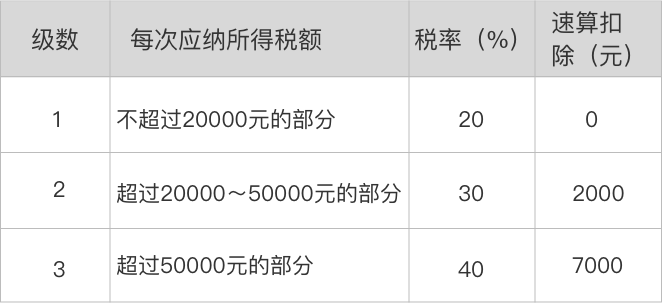 级数 每次应纳所得税额 税率（%） 速算扣
除（元）
1 不超过20000元的部分 20 0
2 超过20000～50000元的部分 30 2000
3 超过50000元的部分 40 7000